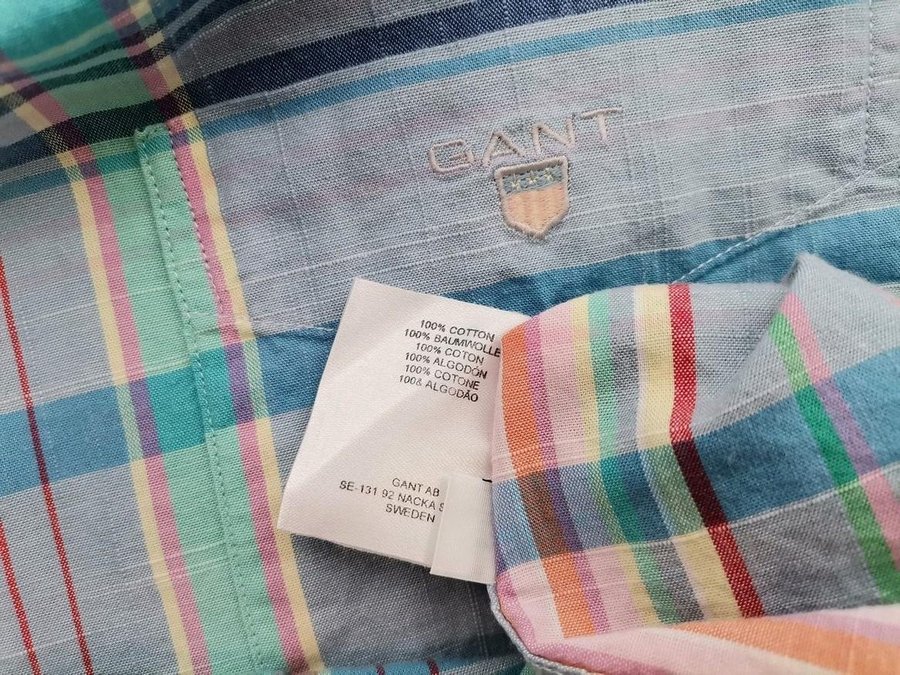 GANT
100% COTTON
100% BAUMWOLLE
100% COTON
100% ALGODÓN
100% COTONE
100& ALGODÃO
GANT AB
SE-131 92 NACKA S
SWEDEN